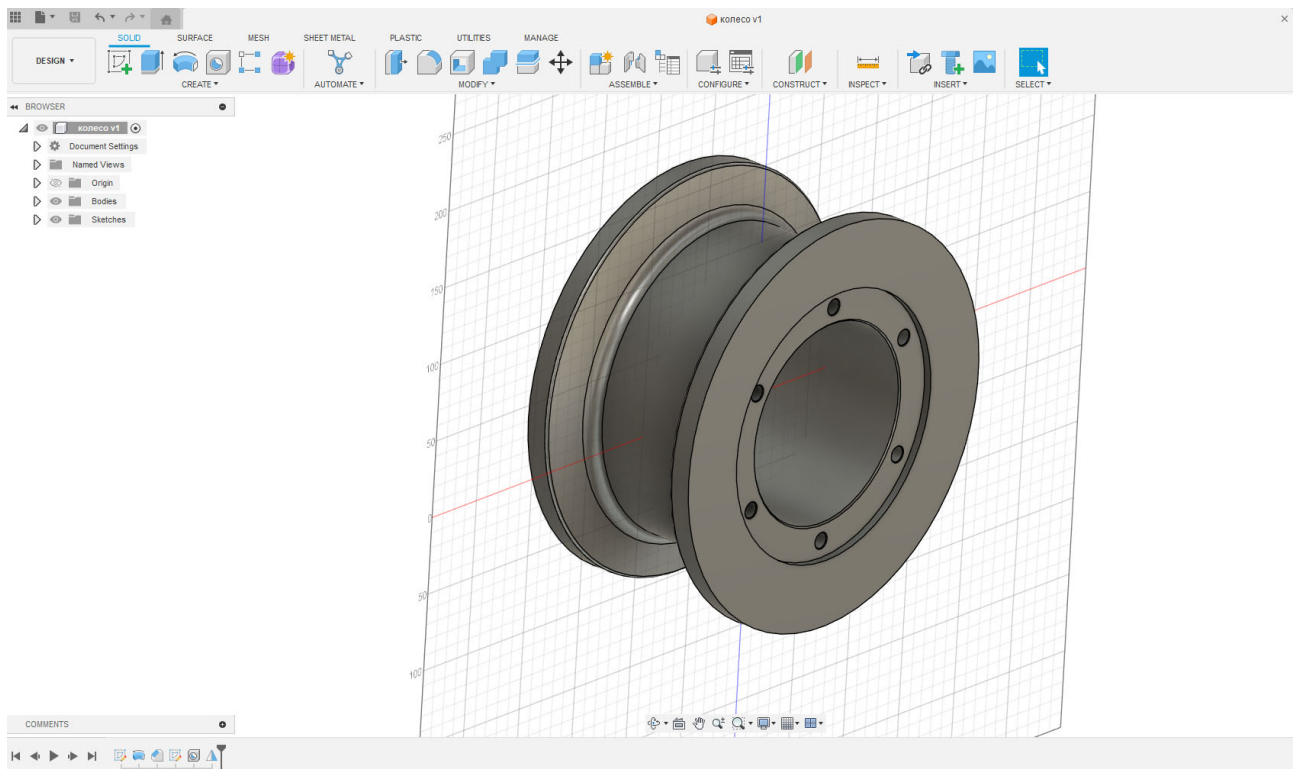 колесо v1
SOLID SURFACE MESH SHEET METAL PLASTIC UTILITIES MANAGE
DESIGN
CREATE AUTOMATE MODIFY ASSEMBLE CONFIGURE CONSTRUCT INSPECT INSERT SELECT
BROWSER
колесо v1
Document Settings
Named Views
Origin
Bodies
Sketches
250
200
150
100
50
0
50
100
COMMENTS